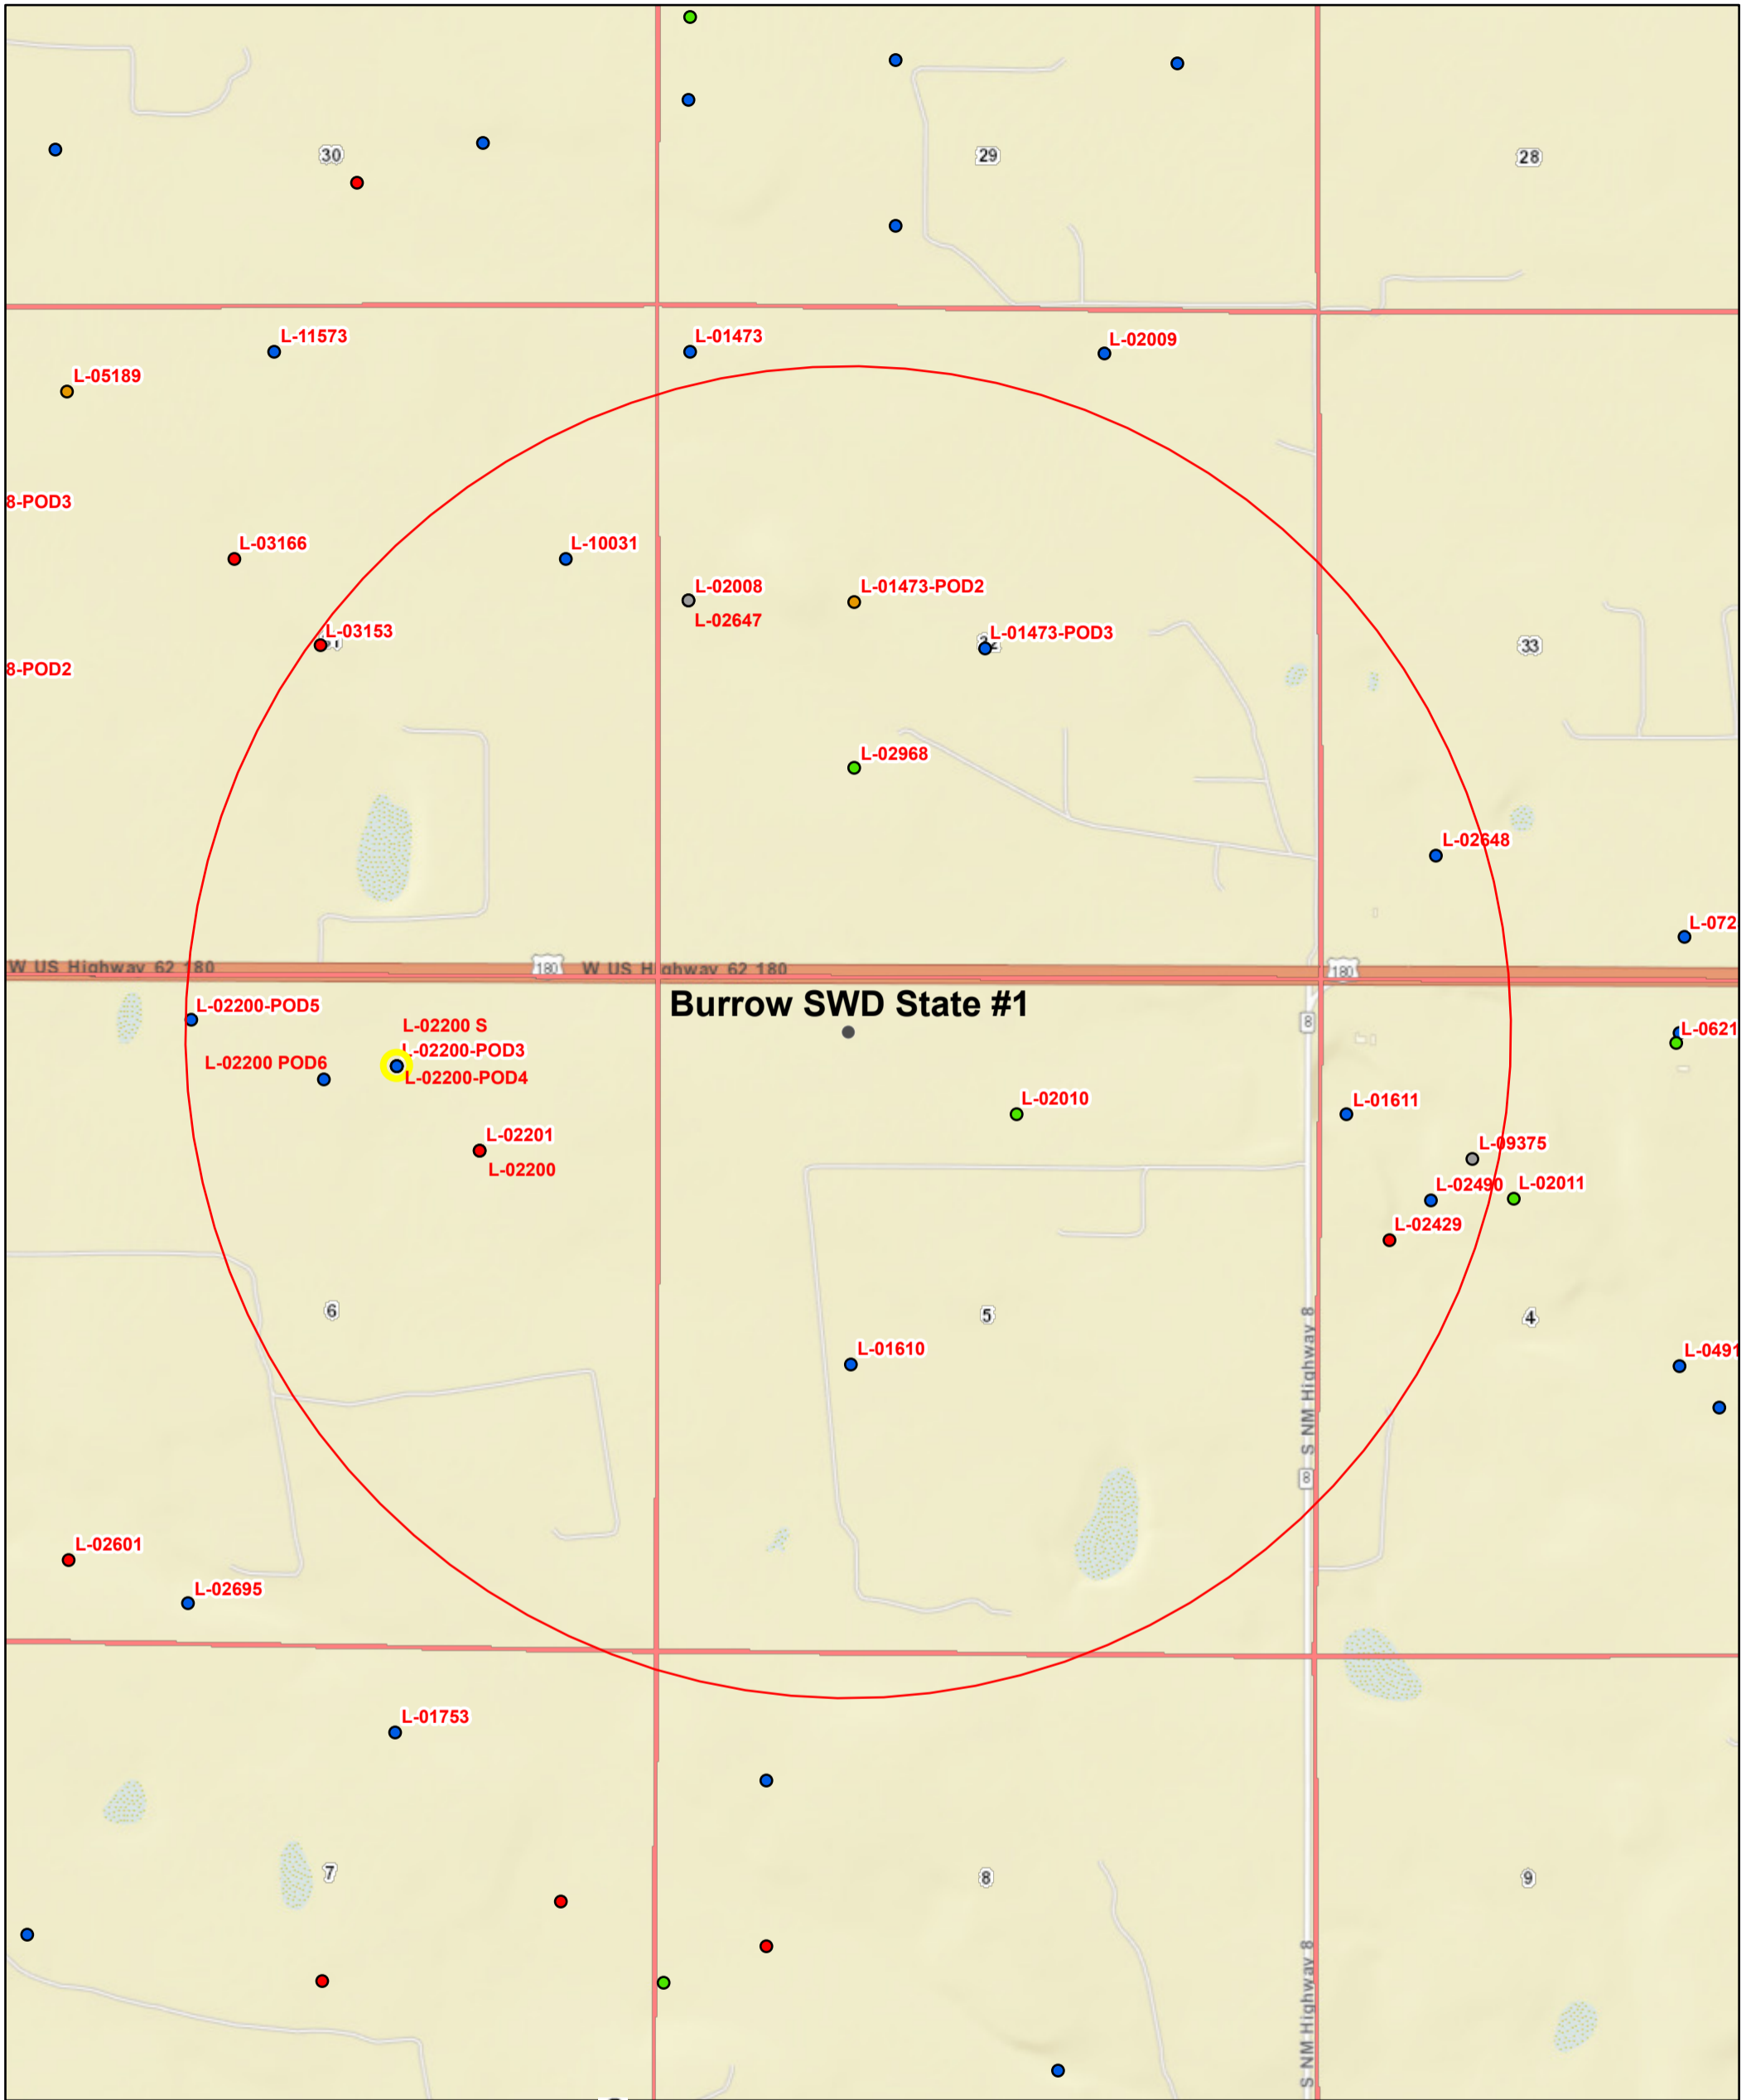 30
29
28
L-11573
L-01473
L-02009
L-05189
8-POD3
L-03166
L-10031
L-02008
L-01473-POD2
L-02647
L-03153
L-01473-POD3
33
8-POD2
L-02968
L-02648
L-072
W US Highway 62 180
180
W US Highway 62 180
180
Burrow SWD State #1
L-02200-POD5
8
L-02200 S
L-0621
L-02200-POD3
L-02200 POD6
L-02200-POD4
L-02010
L-01611
L-02201
L-09375
L-02200
L-02490
L-02011
L-02429
6
5
4
L-01610
L-0491
S NM Highway 8
8
L-02601
L-02695
L-01753
7
8
9
S NM Highway 8